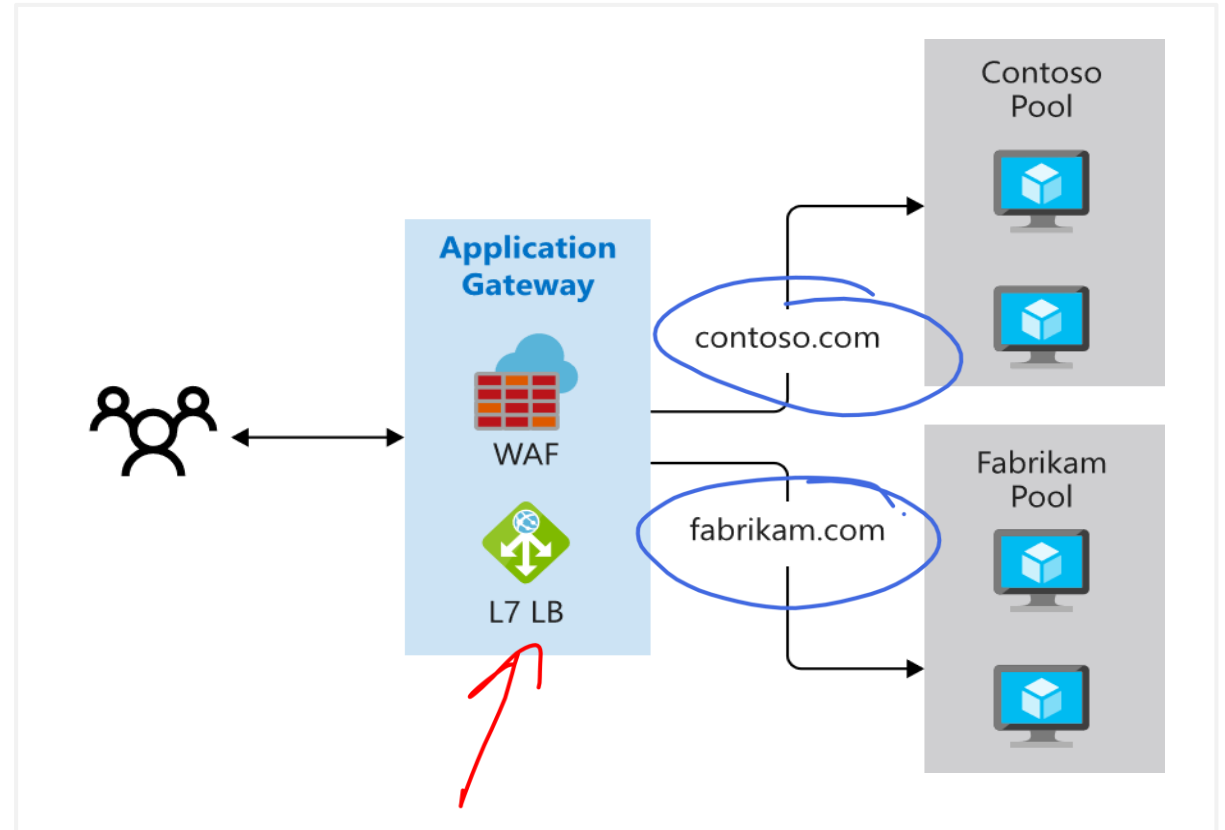 Contoso
Pool
Application
Gateway
contoso.com
WAF
Fabrikam
Pool
fabrikam.com
L7 LB